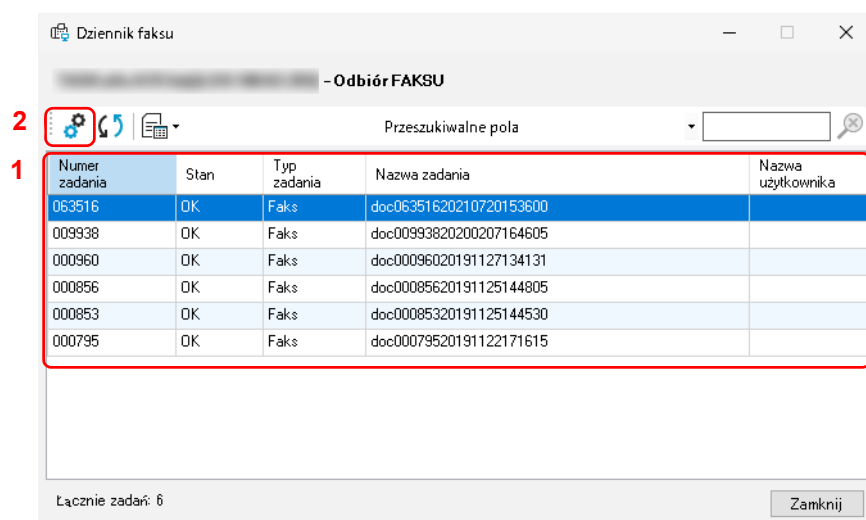 Dziennik faksu
– Odbiór FAKSU
2
Przeszukiwalne pola
1
Numer zadania Stan Typ zadania Nazwa zadania Nazwa użytkownika
063516 OK Faks doc06351620210720153600
009938 OK Faks doc00993820200207164605
000960 OK Faks doc00096020191127134131
000856 OK Faks doc00085620191125144805
000853 OK Faks doc00085320191125144530
000795 OK Faks doc00079520191122171615
Łącznie zadań: 6
Zamknij